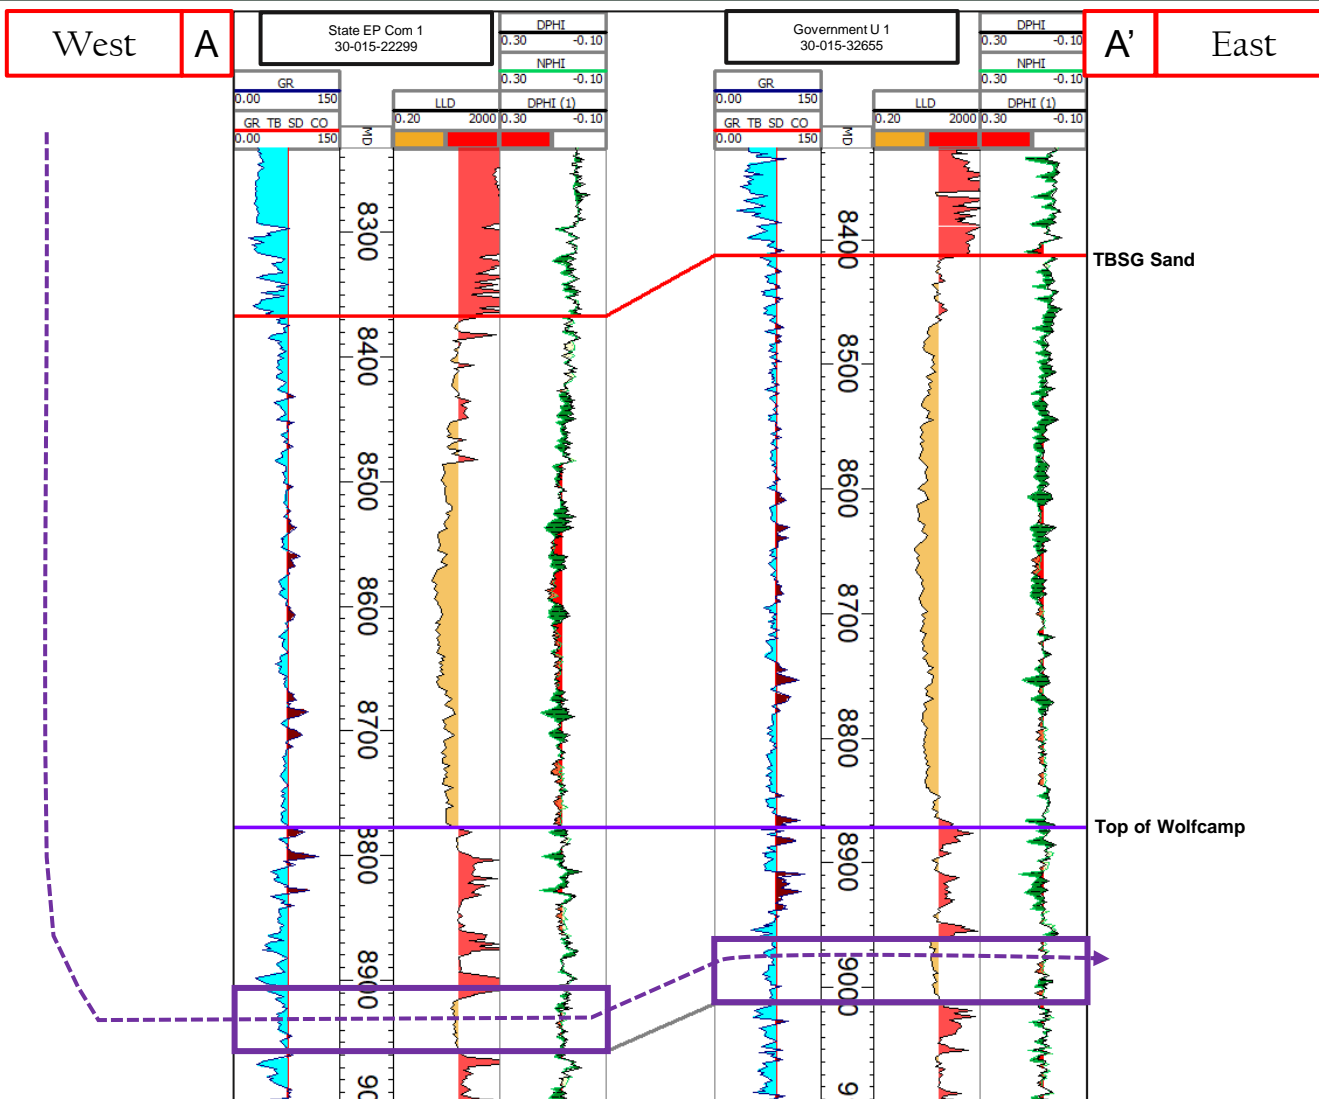 West
A
State EP Com 1
30-015-22299
DPHI
0.30 -0.10
NPHI
0.30 -0.10
GR
0.00 150
LLD
DPHI (1)
GR TB SD CO
0.20 2000
0.30 -0.10
0.00 150
MD
Government U 1
30-015-32655
DPHI
0.30 -0.10
NPHI
0.30 -0.10
GR
0.00 150
LLD
DPHI (1)
GR TB SD CO
0.20 2000
0.30 -0.10
0.00 150
MD
A'
East
8300
8400
8500
8600
8700
8800
8900
90
8400
8500
8600
8700
8800
8900
9000
9
TBSG Sand
Top of Wolfcamp